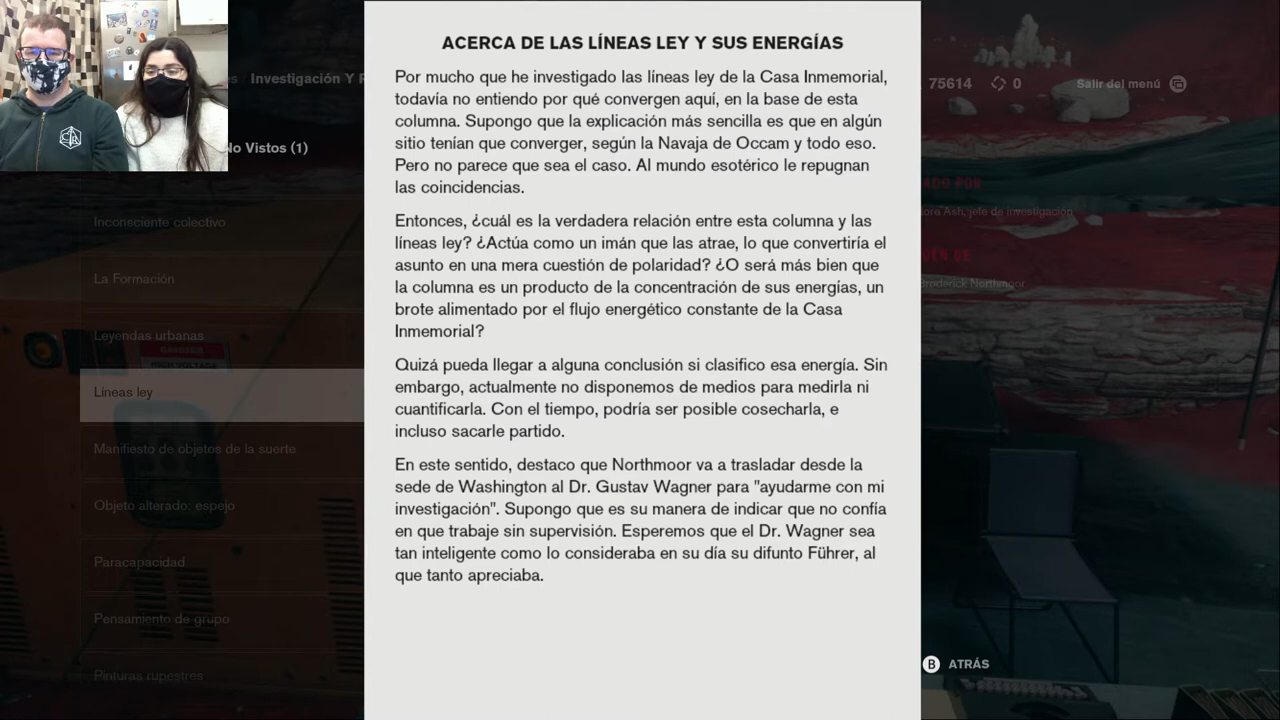 ACERCA DE LAS LÍNEAS LEY Y SUS ENERGÍAS
Por mucho que he investigado las líneas ley de la Casa Inmemorial,
todavía no entiendo por qué convergen aquí, en la base de esta
columna. Supongo que la explicación más sencilla es que en algún
sitio tenían que converger, según la Navaja de Occam y todo eso.
Pero no parece que sea el caso. Al mundo esotérico le repugnan
las coincidencias.
Entonces, ¿cuál es la verdadera relación entre esta columna y las
líneas ley? ¿Actúa como un imán que las atrae, lo que convertiría el
asunto en una mera cuestión de polaridad? ¿O será más bien que
la columna es un producto de la concentración de sus energías, un
brote alimentado por el flujo energético constante de la Casa
Inmemorial?
Quizá pueda llegar a alguna conclusión si clasifico esa energía. Sin
embargo, actualmente no disponemos de medios para medirla ni
cuantificarla. Con el tiempo, podría ser posible cosecharla, e
incluso sacarle partido.
En este sentido, destaco que Northmoor va a trasladar desde la
sede de Washington al Dr. Gustav Wagner para "ayudarme con mi
investigación". Supongo que es su manera de indicar que no confía
en que trabaje sin supervisión. Esperemos que el Dr. Wagner sea
tan inteligente como lo consideraba en su día su difunto Führer, al
que tanto apreciaba.
Investigación Y
No Vistos (1)
Inconsciente colectivo
La Formación
Leyendas urbanas
Líneas ley
Manifiesto de objetos de la suerte
Objeto alterado: espejo
Paracapacidad
Pensamiento de grupo
Pinturas rupestres
75614
0
Salir del menú
ADO POR
ore Ash, jefe de investigación
EN DE
roderick Northmoor
B ATRÁS